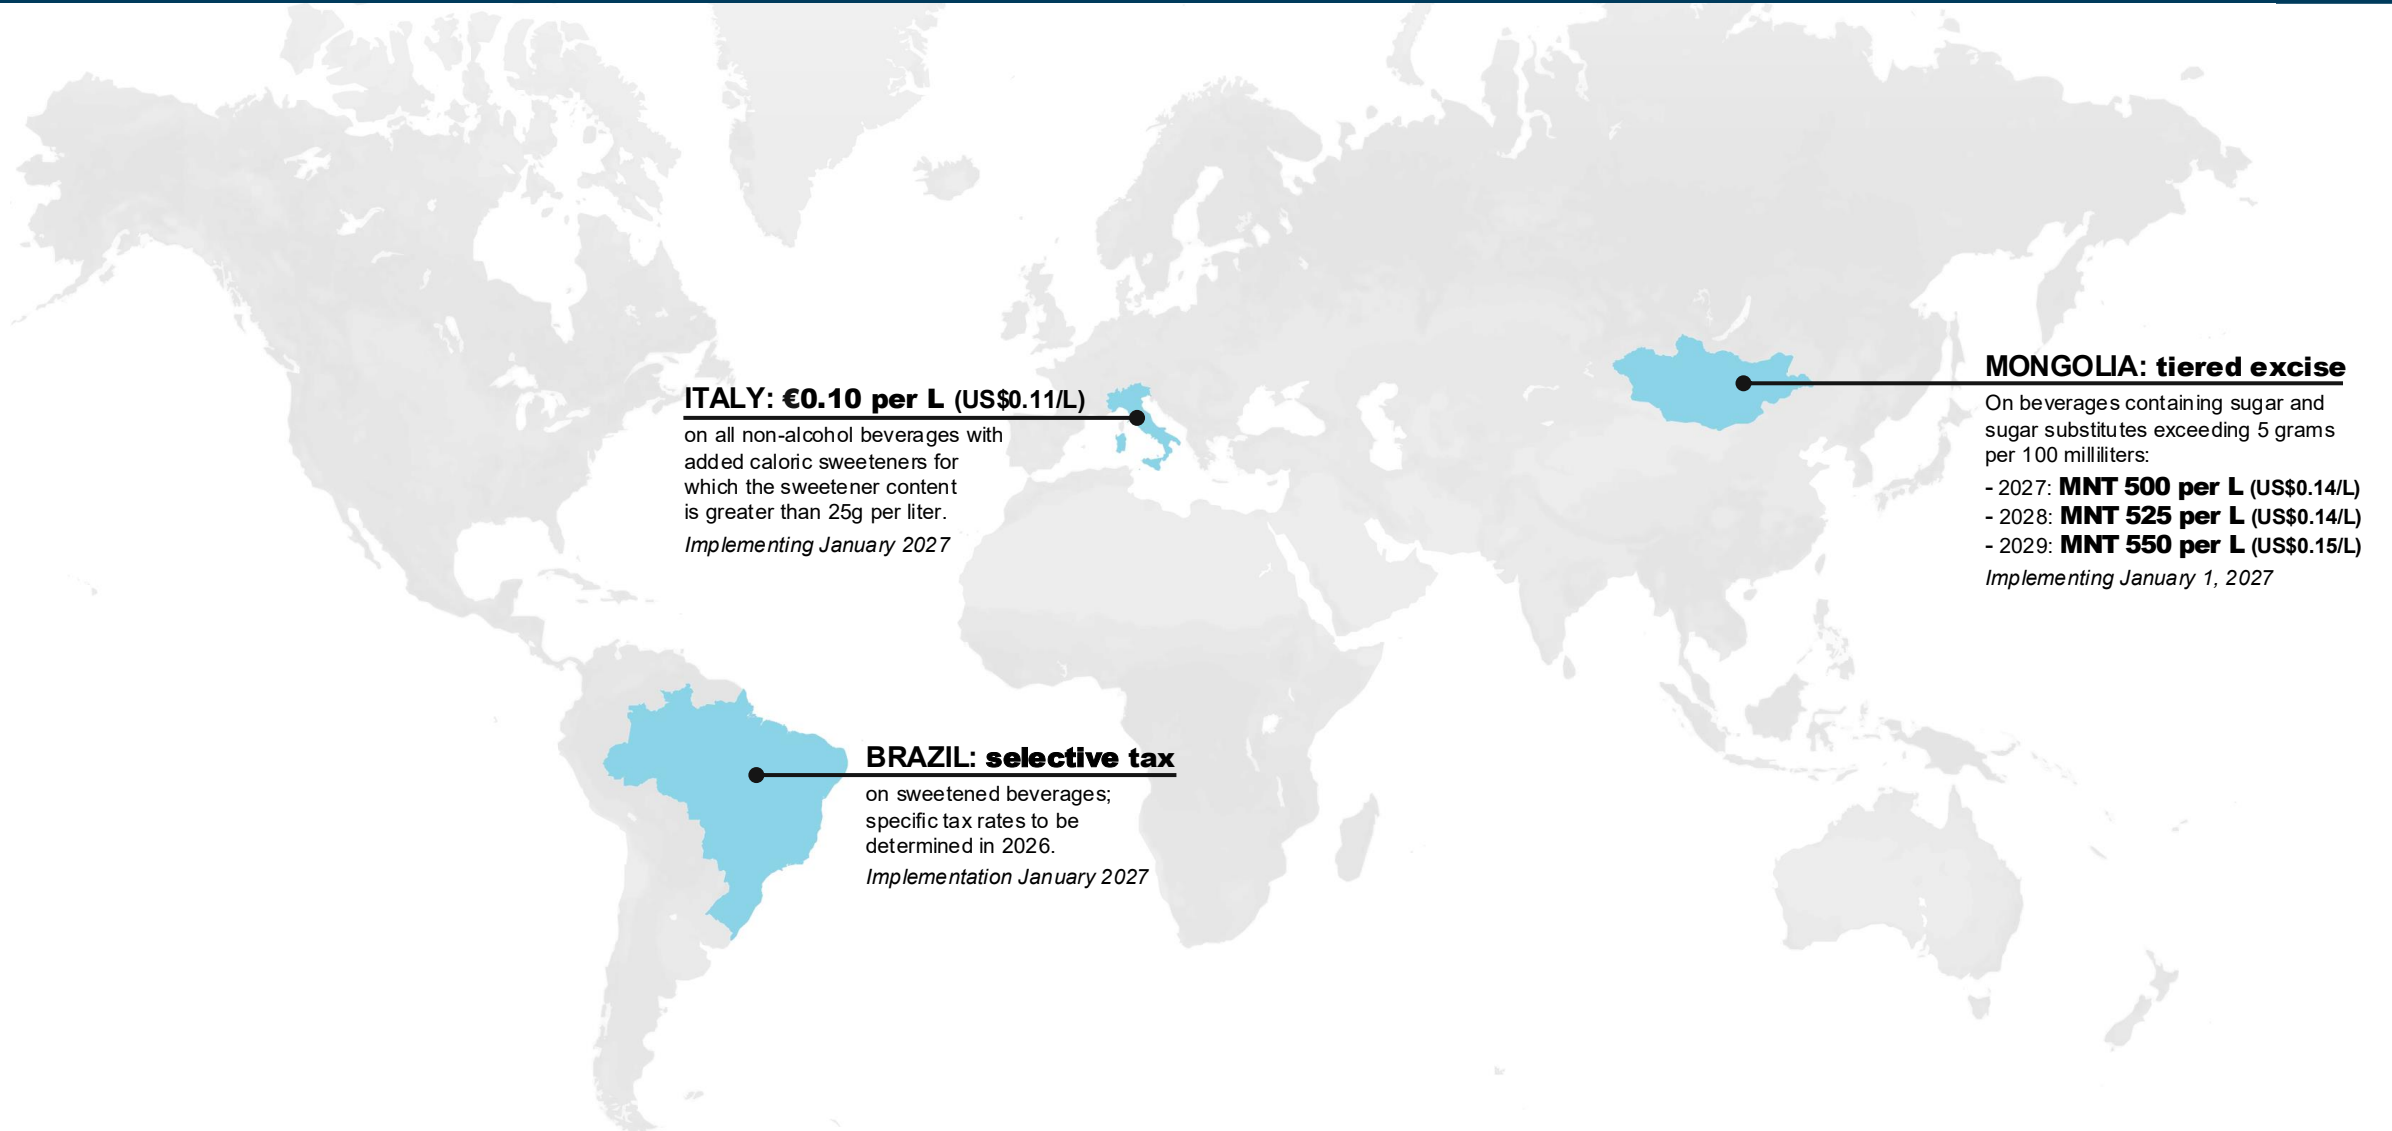 ITALY: €0.10 per L (US$0.11/L)
on all non-alcohol beverages with
added caloric sweeteners for
which the sweetener content
is greater than 25g per liter.
Implementing January 2027
MONGOLIA: tiered excise
On beverages containing sugar and
sugar substitutes exceeding 5 grams
per 100 milliliters:
- 2027: MNT 500 per L (US$0.14/L)
- 2028: MNT 525 per L (US$0.14/L)
- 2029: MNT 550 per L (US$0.15/L)
Implementing January 1, 2027
BRAZIL: selective tax
on sweetened beverages;
specific tax rates to be
determined in 2026.
Implementation January 2027